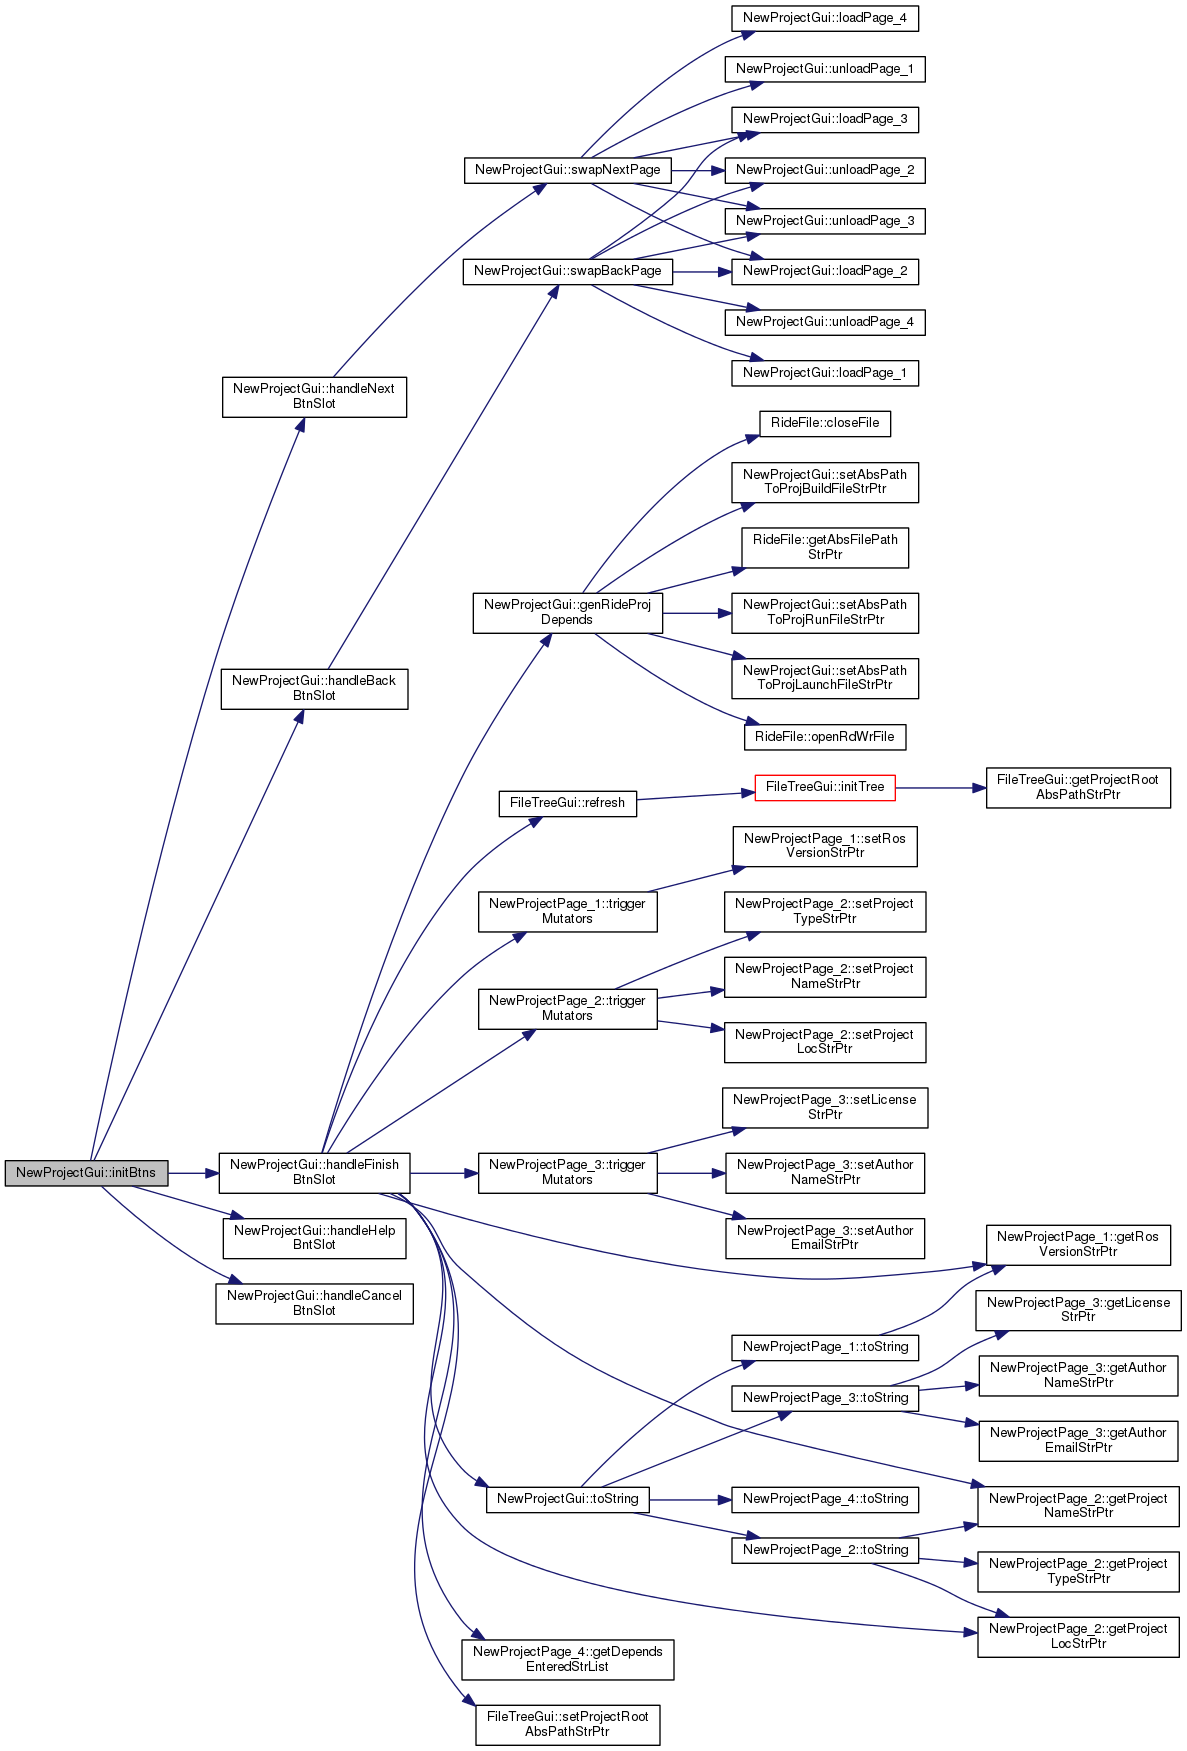 NewProjectGui::loadPage_4
NewProjectGui::unloadPage_1
NewProjectGui::loadPage_3
NewProjectGui::swapNextPage
NewProjectGui::unloadPage_2
NewProjectGui::unloadPage_3
NewProjectGui::swapBackPage
NewProjectGui::loadPage_2
NewProjectGui::unloadPage_4
NewProjectGui::loadPage_1
NewProjectGui::handleNext
BtnSlot
RideFile::closeFile
NewProjectGui::setAbsPath
ToProjBuildFileStrPtr
RideFile::getAbsFilePath
StrPtr
NewProjectGui::genRideProj
Depends
NewProjectGui::setAbsPath
ToProjRunFileStrPtr
NewProjectGui::handleBack
BtnSlot
NewProjectGui::setAbsPath
ToProjLaunchFileStrPtr
RideFile::openRdWrFile
FileTreeGui::refresh
FileTreeGui::initTree
FileTreeGui::getProjectRoot
AbsPathStrPtr
NewProjectPage_1::setRos
VersionStrPtr
NewProjectPage_1::trigger
Mutators
NewProjectPage_2::setProject
TypeStrPtr
NewProjectPage_2::setProject
NameStrPtr
NewProjectPage_2::trigger
Mutators
NewProjectPage_2::setProject
LocStrPtr
NewProjectPage_3::setLicense
StrPtr
NewProjectGui::initBtns
NewProjectGui::handleFinish
BtnSlot
NewProjectPage_3::trigger
Mutators
NewProjectPage_3::setAuthor
NameStrPtr
NewProjectGui::handleHelp
BntSlot
NewProjectPage_3::setAuthor
EmailStrPtr
NewProjectPage_1::getRos
VersionStrPtr
NewProjectGui::handleCancel
BtnSlot
NewProjectPage_3::getLicense
StrPtr
NewProjectPage_1::toString
NewProjectPage_3::getAuthor
NameStrPtr
NewProjectPage_3::toString
NewProjectPage_3::getAuthor
EmailStrPtr
NewProjectGui::toString
NewProjectPage_4::toString
NewProjectPage_2::getProject
NameStrPtr
NewProjectPage_2::toString
NewProjectPage_2::getProject
TypeStrPtr
NewProjectPage_2::getProject
LocStrPtr
NewProjectPage_4::getDepends
EnteredStrList
FileTreeGui::setProjectRoot
AbsPathStrPtr